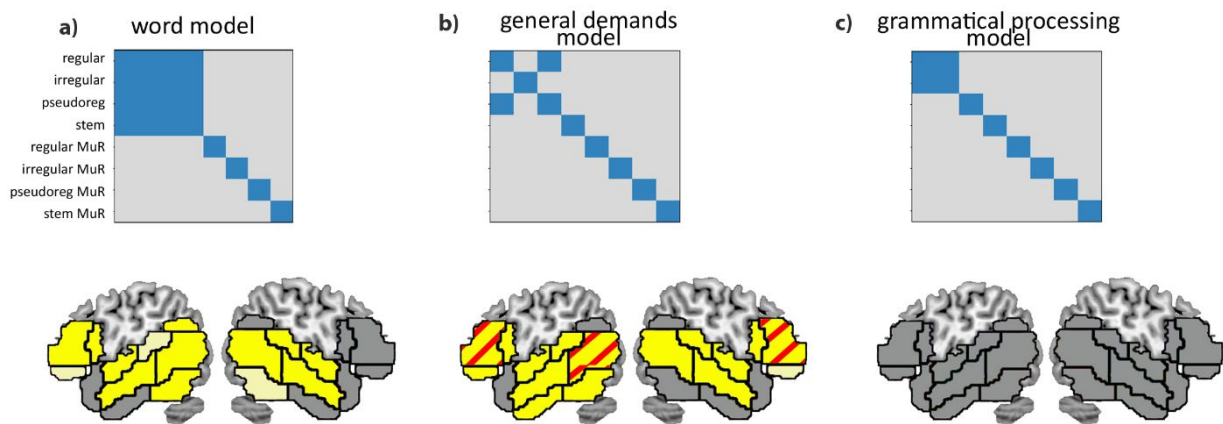 a) word model
b) general demands
model
c) grammatical processing
model
regular
irregular
pseudoreg
stem
regular MuR
irregular MuR
pseudoreg MuR
stem MuR